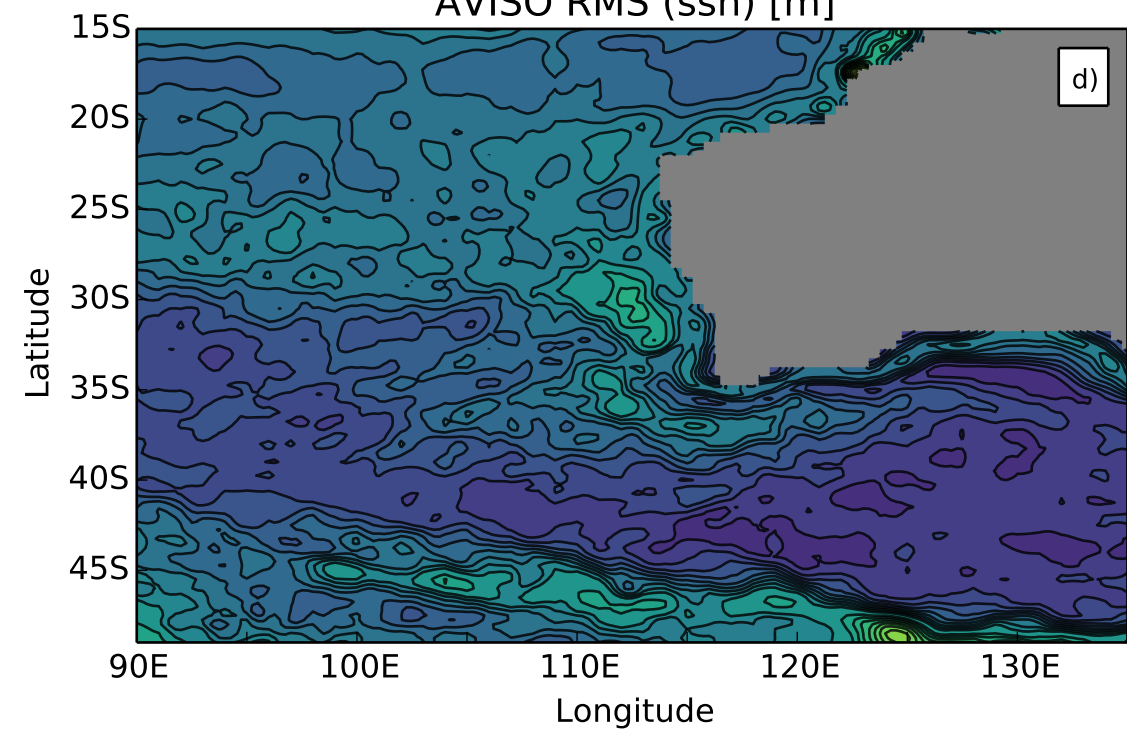 AVISO RMS (ssh) [m]
d)
15S
20S
25S
30S
35S
40S
45S
Latitude
90E 100E 110E 120E 130E
Longitude